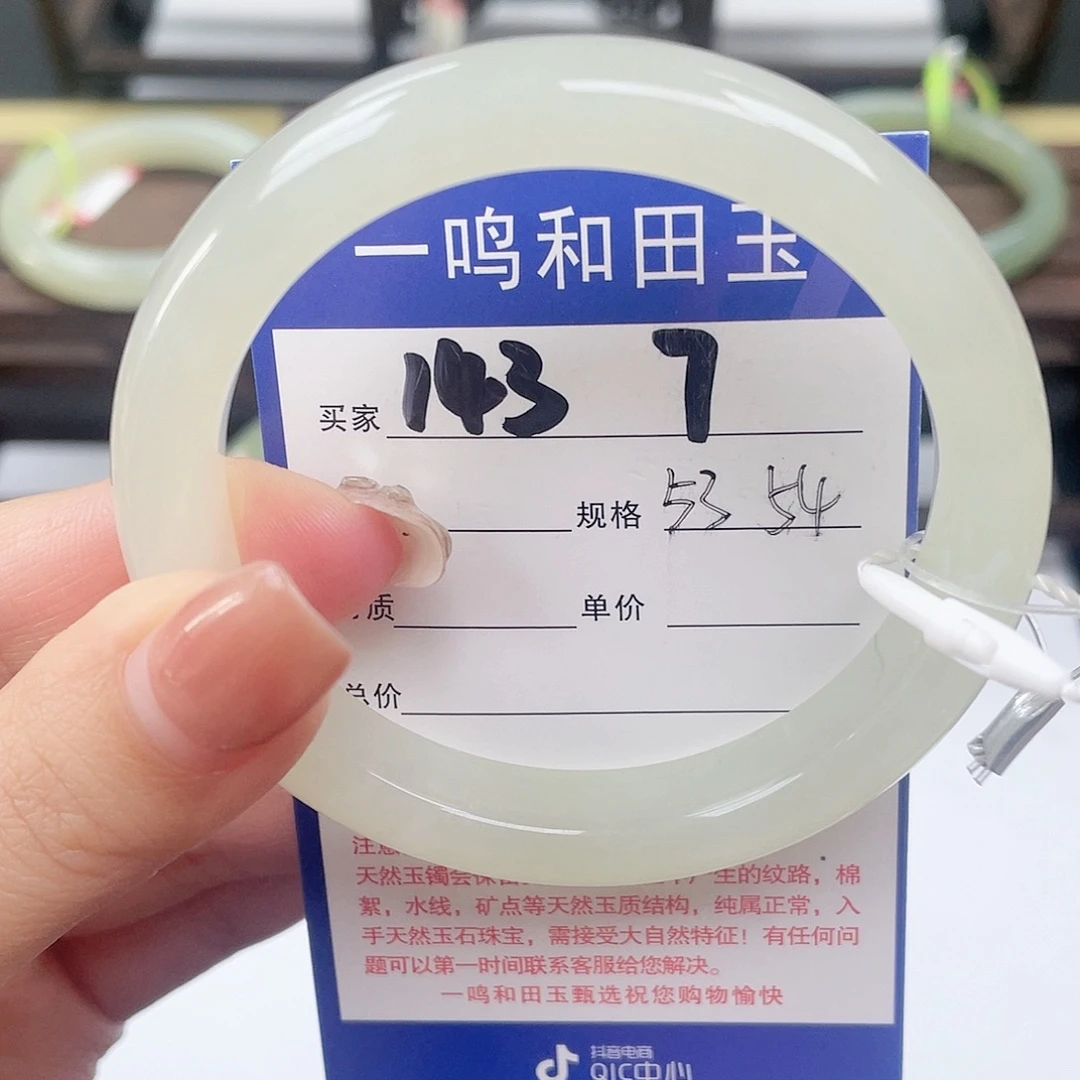 一鸣和田玉
买家 143 7
规格 53 54
质 单价
总价
注意
天然玉镯会 生的纹路，棉
絮，水线，矿点等天然玉质结构，纯属正常，入
手天然玉石珠宝，需接受大自然特征！有任何问
题可以第一时间联系客服给您解决。
一鸣和田玉甄选祝您购物愉快
抖音电商
QIC中心